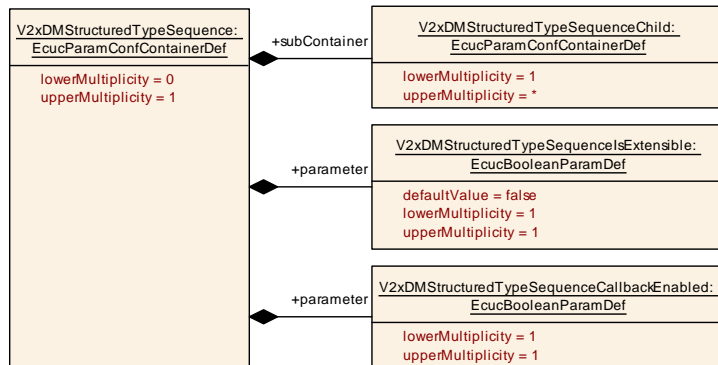 V2xDMStructuredTypeSequence:
EcucParamConfContainerDef
lowerMultiplicity = 0
upperMultiplicity = 1
+subContainer
V2xDMStructuredTypeSequenceChild:
EcucParamConfContainerDef
lowerMultiplicity = 1
upperMultiplicity = *
+parameter
V2xDMStructuredTypeSequenceIsExtensible:
EcucBooleanParamDef
defaultValue = false
lowerMultiplicity = 1
upperMultiplicity = 1
+parameter
V2xDMStructuredTypeSequenceCallbackEnabled:
EcucBooleanParamDef
lowerMultiplicity = 1
upperMultiplicity = 1